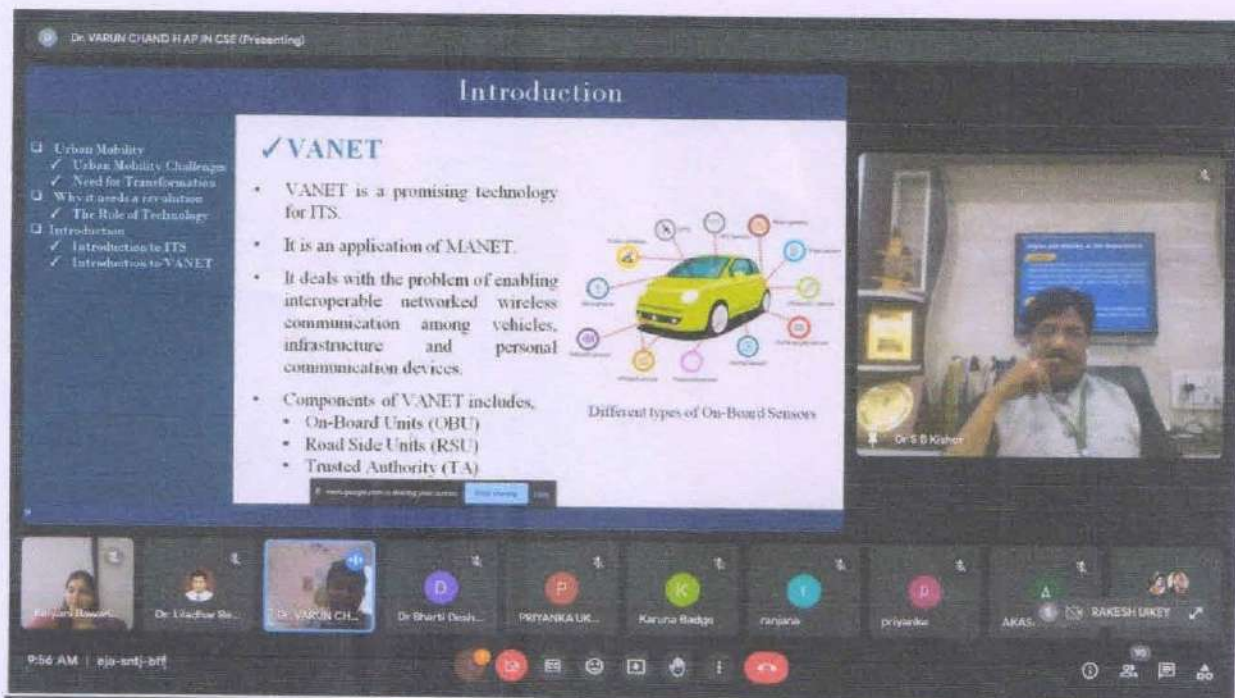 Dr. VARUN CHAND H AP IN CSE (Presenting)
Introduction
Urban Mobility
✓ Urban Mobility Challenges
✓ Need for Transformation
Why it needs a revolution
✓ The Role of Technology
Introduction
✓ Introduction to ITS
✓ Introduction to VANET
✓ VANET
• VANET is a promising technology
for ITS.
• It is an application of MANET.
• It deals with the problem of enabling
interoperable networked wireless
communication among vehicles,
infrastructure and personal
communication devices.
• Components of VANET includes,
• On-Board Units (OBU)
• Road Side Units (RSU)
• Trusted Authority (TA)
Different types of On-Board Sensors
Dr S B Kishor
Dr. Liladhar Re...
Dr. VARUN CH...
D
Dr Bharti Desh...
P
PRIYANKA UK...
K
Karuna Badge
r
ranjana
p
priyanka
A
AKAS
RAKESH UIKEY
9:56 AM | eja-sntj-bff
90